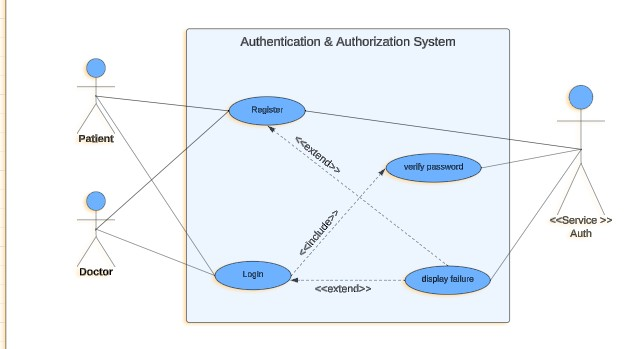 Authentication & Authorization System
Patient
Register
<<extend>>
verify password
<<Service >>
Auth
<<include>>
Doctor
LogIn
display failure
<<extend>>